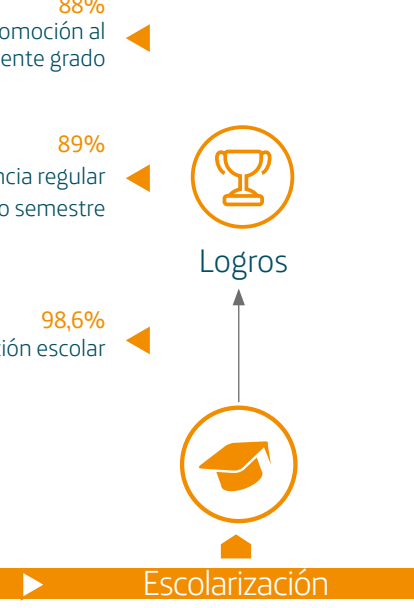 88%
omoción al
ente grado
89%
ncia regular
o semestre
Logros
98,6%
ción escolar
Escolarización